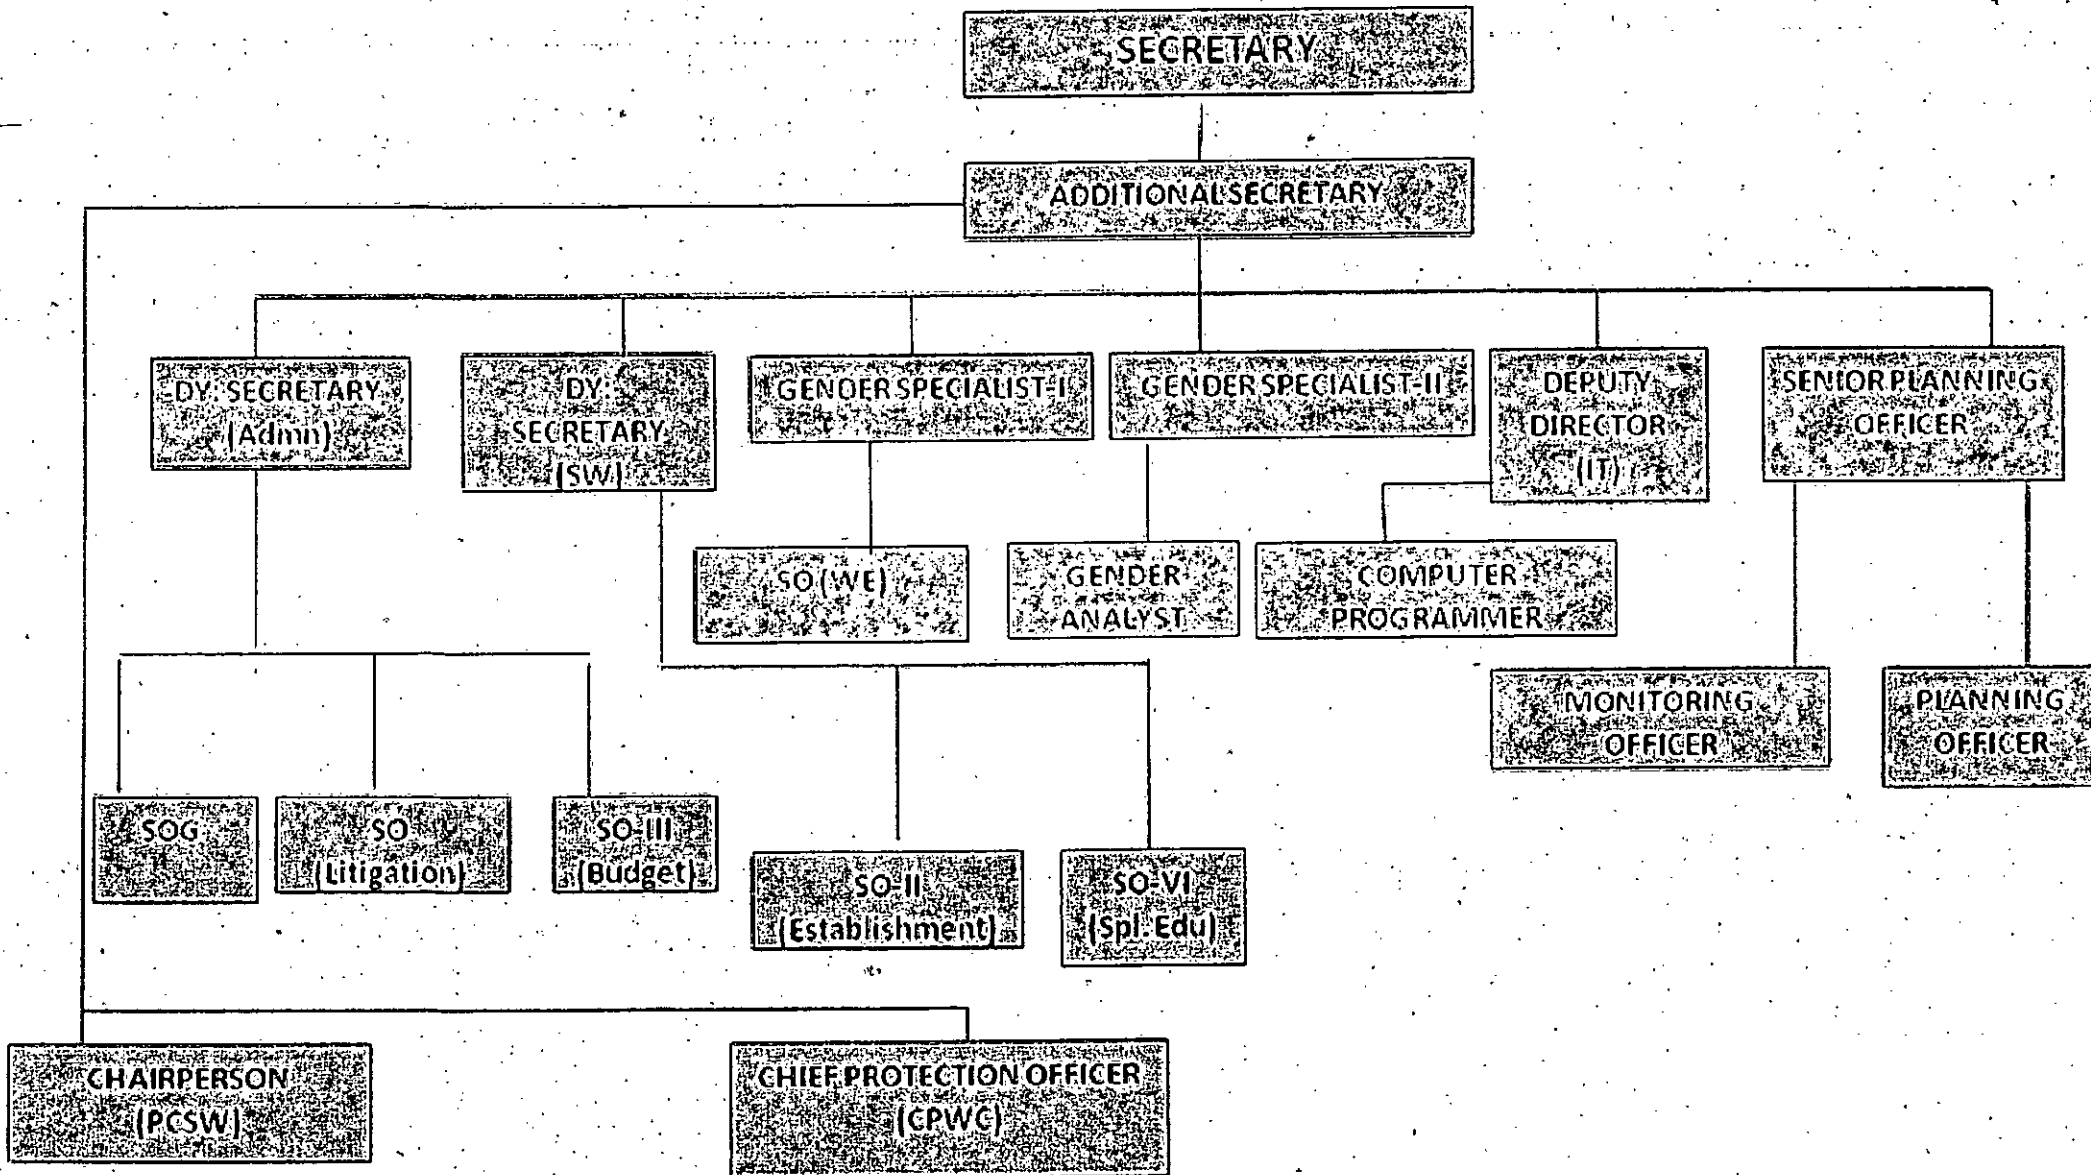 SECRETARY
ADDITIONAL SECRETARY
DY: SECRETARY
(Admn)
DY:
SECRETARY
(SW)
GENDER SPECIALIST-I
GENDER SPECIALIST-II
DEPUTY
DIRECTOR
(IT)
SENIOR PLANNING
OFFICER
SO (WE)
GENDER
ANALYST
COMPUTER
PROGRAMMER
MONITORING
OFFICER
PLANNING
OFFICER
SOG
SO
(Litigation)
SO-III
(Budget)
SO-II
(Establishment)
SO-VI
(Spl. Edu)
CHAIRPERSON
(PCSW)
CHIEF PROTECTION OFFICER
(CPWC)